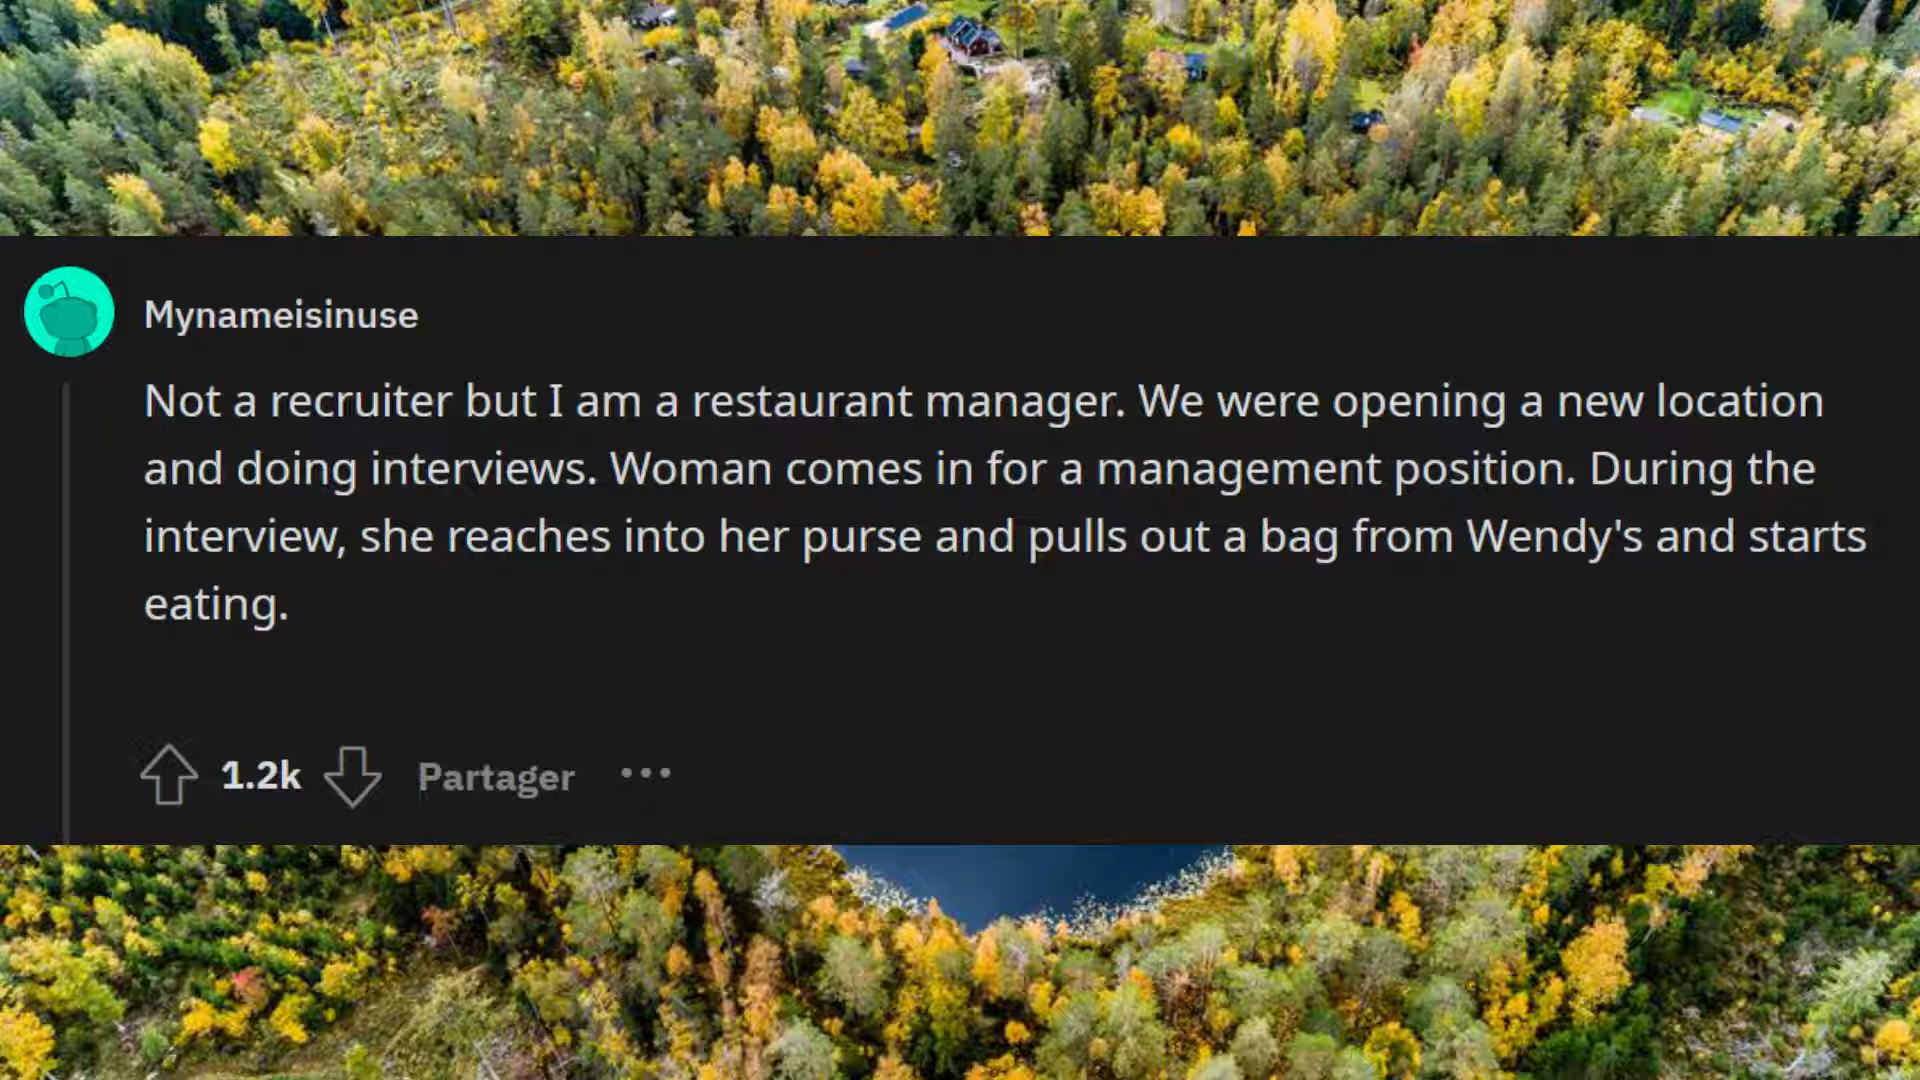 Mynameisinuse
Not a recruiter but I am a restaurant manager. We were opening a new location
and doing interviews. Woman comes in for a management position. During the
interview, she reaches into her purse and pulls out a bag from Wendy's and starts
eating.
1.2k Partager ...